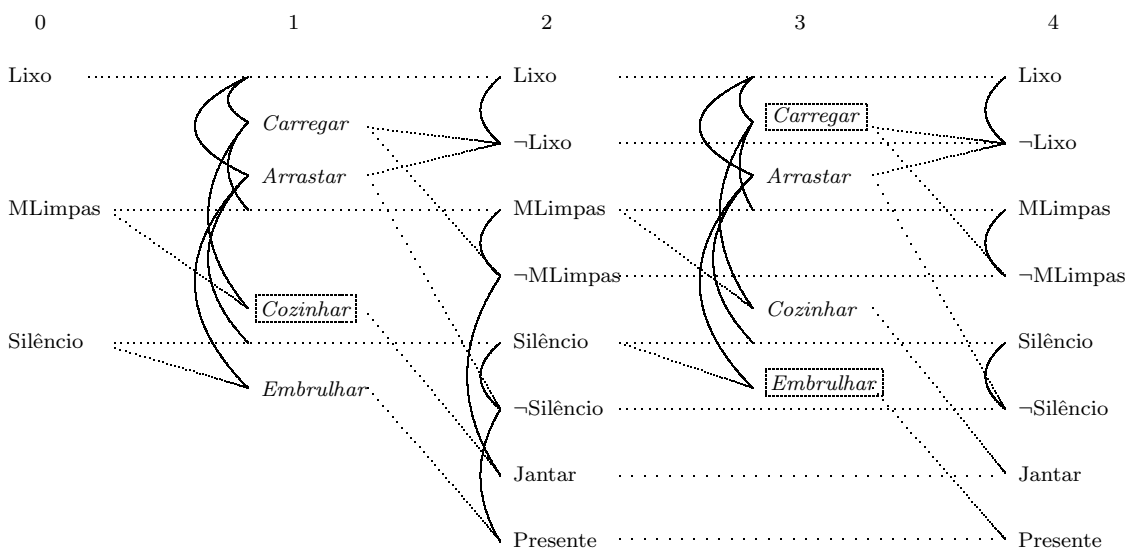 0 1 2 3 4
Lixo Lixo Lixo
Carregar Carregar
¬Lixo ¬Lixo
Arrastar Arrastar
MLimpas MLimpas MLimpas
¬MLimpas ¬MLimpas
Cozinhar Cozinhar
Silêncio Silêncio Silêncio
Embrulhar Embrulhar
¬Silêncio ¬Silêncio
Jantar Jantar
Presente Presente